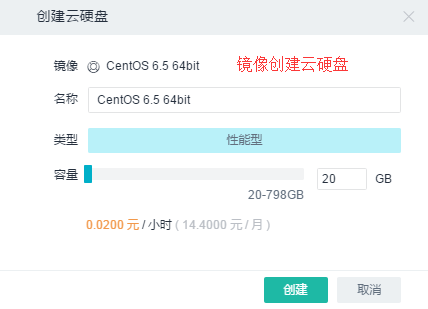 创建云硬盘
镜像 CentOS 6.5 64bit 镜像创建云硬盘
名称 CentOS 6.5 64bit
类型 性能型
容量 20 GB
20-798GB
0.0200 元 / 小时 ( 14.4000 元 / 月 )
创建 取消